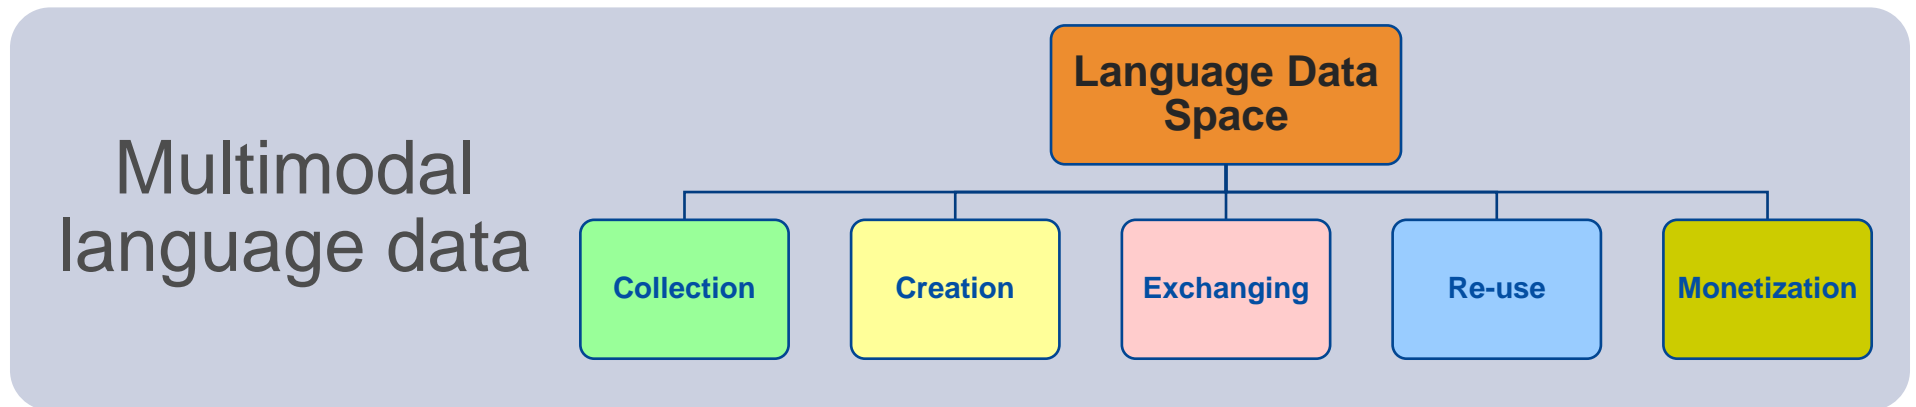 Multimodal
language data
Language Data
Space
Collection
Creation
Exchanging
Re-use
Monetization